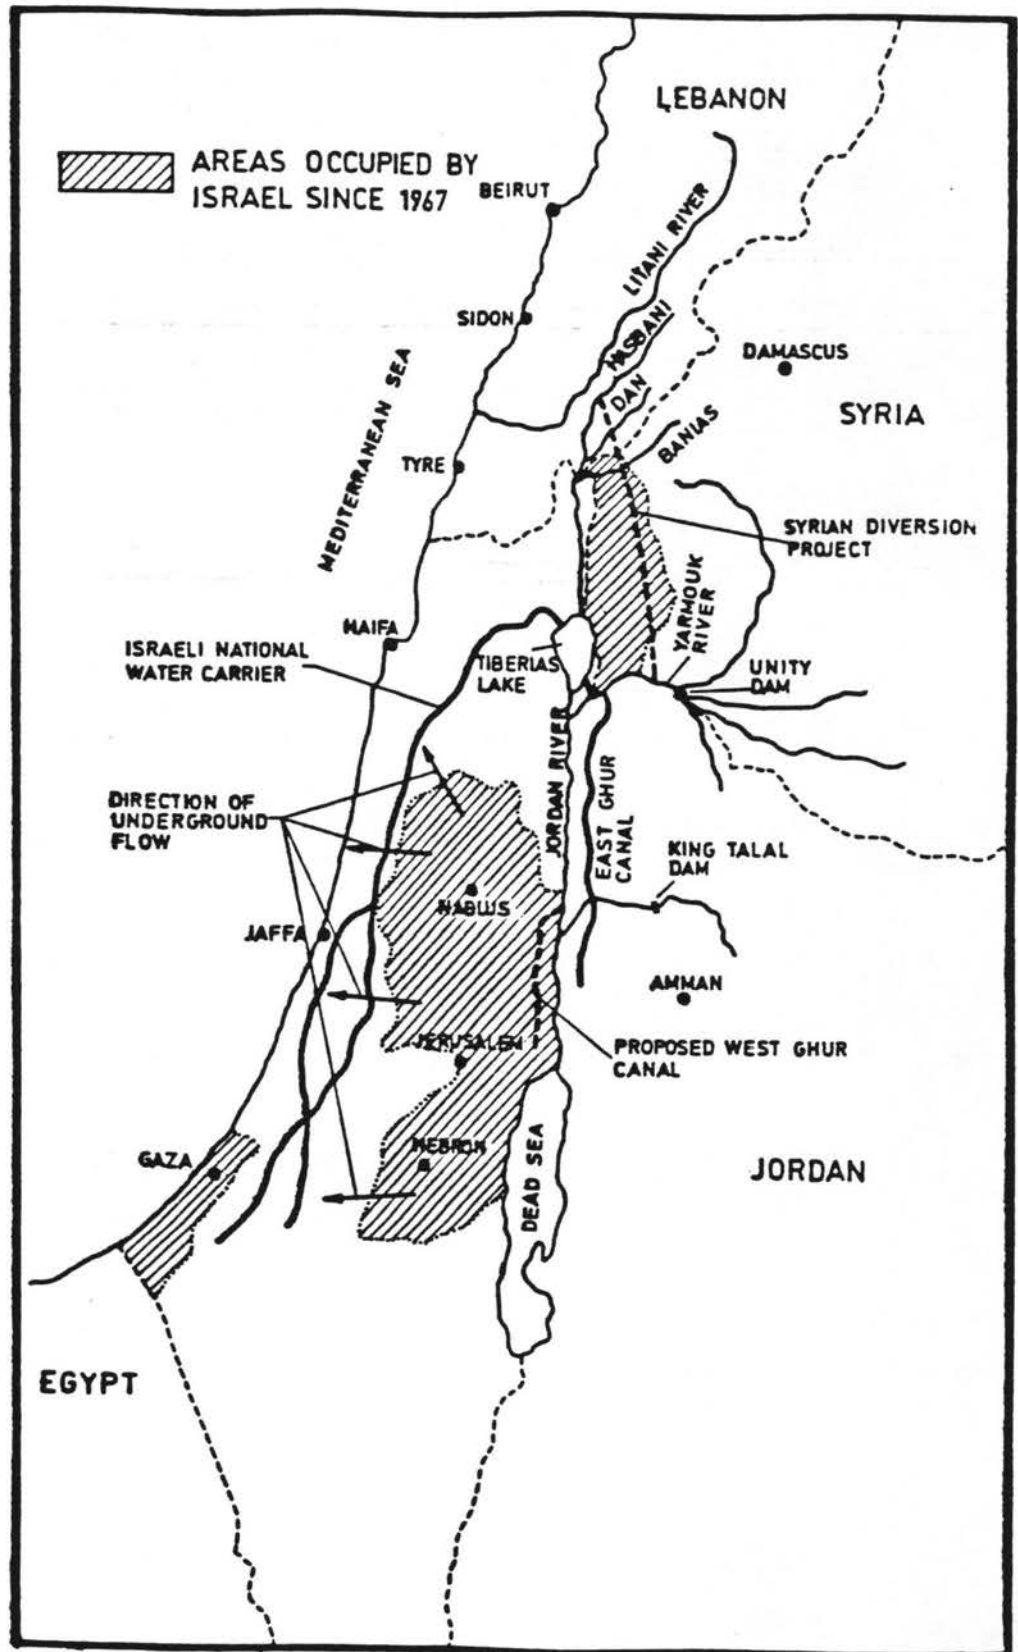 LEBANON
AREAS OCCUPIED BY
ISRAEL SINCE 1967
BEIRUT
LITANI RIVER
SIDON
HASBANI
DAMASCUS
MEDITERRANEAN SEA
DAN
SYRIA
BANIAS
TYRE
SYRIAN DIVERSION
PROJECT
YARMOUK
RIVER
HAIFA
ISRAELI NATIONAL
WATER CARRIER
TIBERIAS
LAKE
UNITY
DAM
JORDAN RIVER
EAST GHUR
CANAL
DIRECTION OF
UNDERGROUND
FLOW
KING TALAL
DAM
NABLUS
JAFFA
AMMAN
JERUSALEM
PROPOSED WEST GHUR
CANAL
HEBRON
GAZA
DEAD SEA
JORDAN
EGYPT